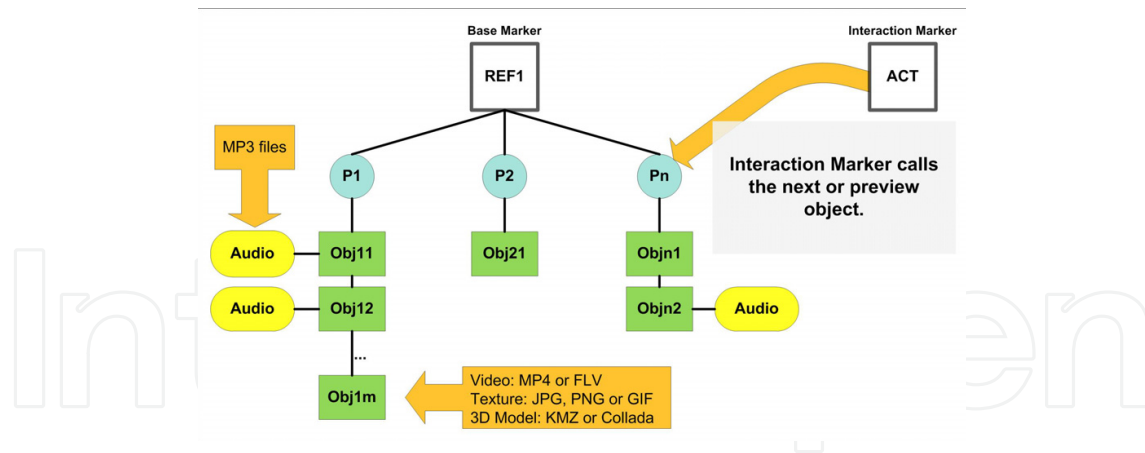 Base Marker
Interaction Marker
REF1
ACT
MP3 files
P1
P2
Pn
Interaction Marker calls
the next or preview
object.
Audio
Obj11
Obj21
Objn1
Audio
Obj12
Objn2
Audio
...
Obj1m
Video: MP4 or FLV
Texture: JPG, PNG or GIF
3D Model: KMZ or Collada